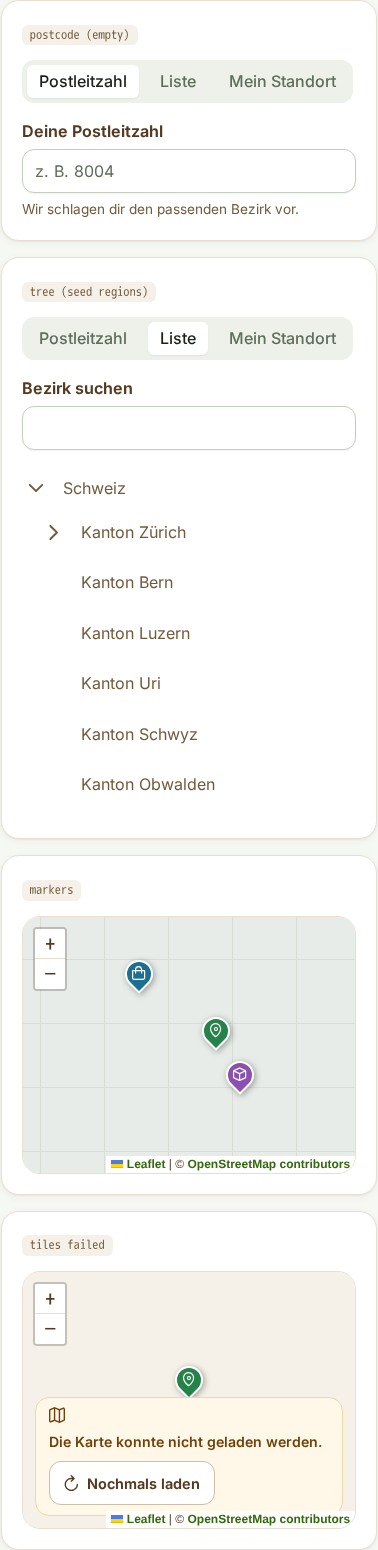 postcode (empty)
Postleitzahl Liste Mein Standort
Deine Postleitzahl
z. B. 8004
Wir schlagen dir den passenden Bezirk vor.
tree (seed regions)
Postleitzahl Liste Mein Standort
Bezirk suchen
Schweiz
Kanton Zürich
Kanton Bern
Kanton Luzern
Kanton Uri
Kanton Schwyz
Kanton Obwalden
markers
+
−
Leaflet | © OpenStreetMap contributors
tiles failed
+
−
Die Karte konnte nicht geladen werden.
Nochmals laden
Leaflet | © OpenStreetMap contributors